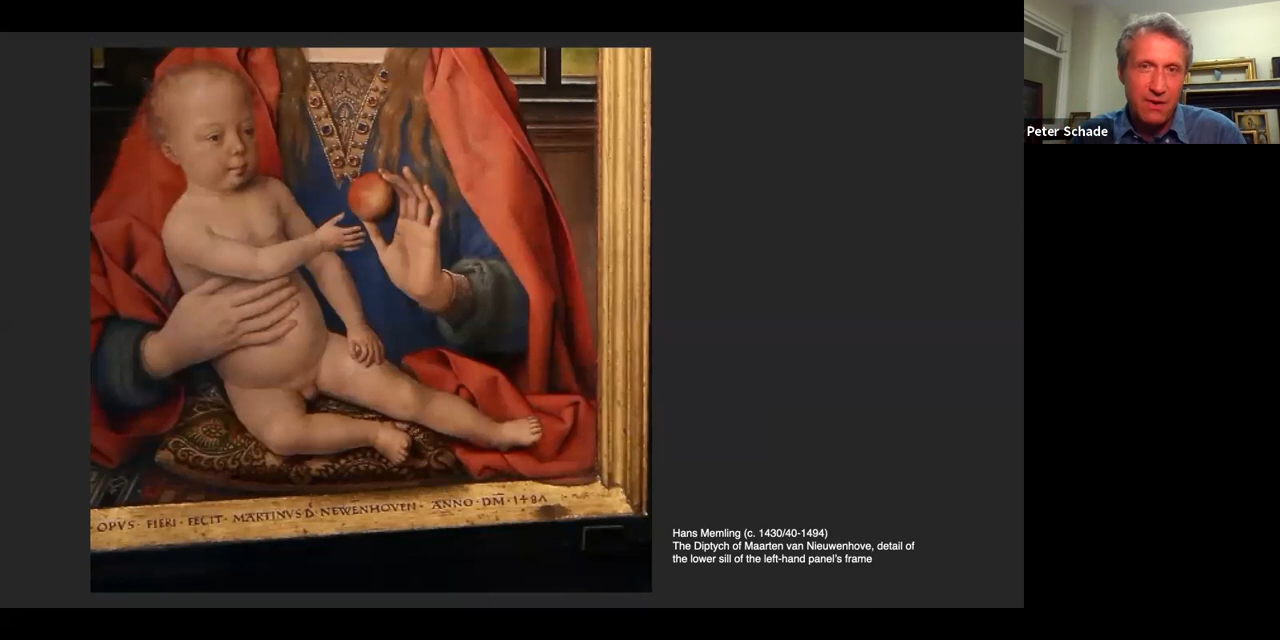 Peter Schade
OPVS · FIERI · FECIT · MARTINVS D NEWENHOVEN · ANNO · DM̅ · 1487
Hans Memling (c. 1430/40-1494)
The Diptych of Maarten van Nieuwenhove, detail of
the lower sill of the left-hand panel's frame